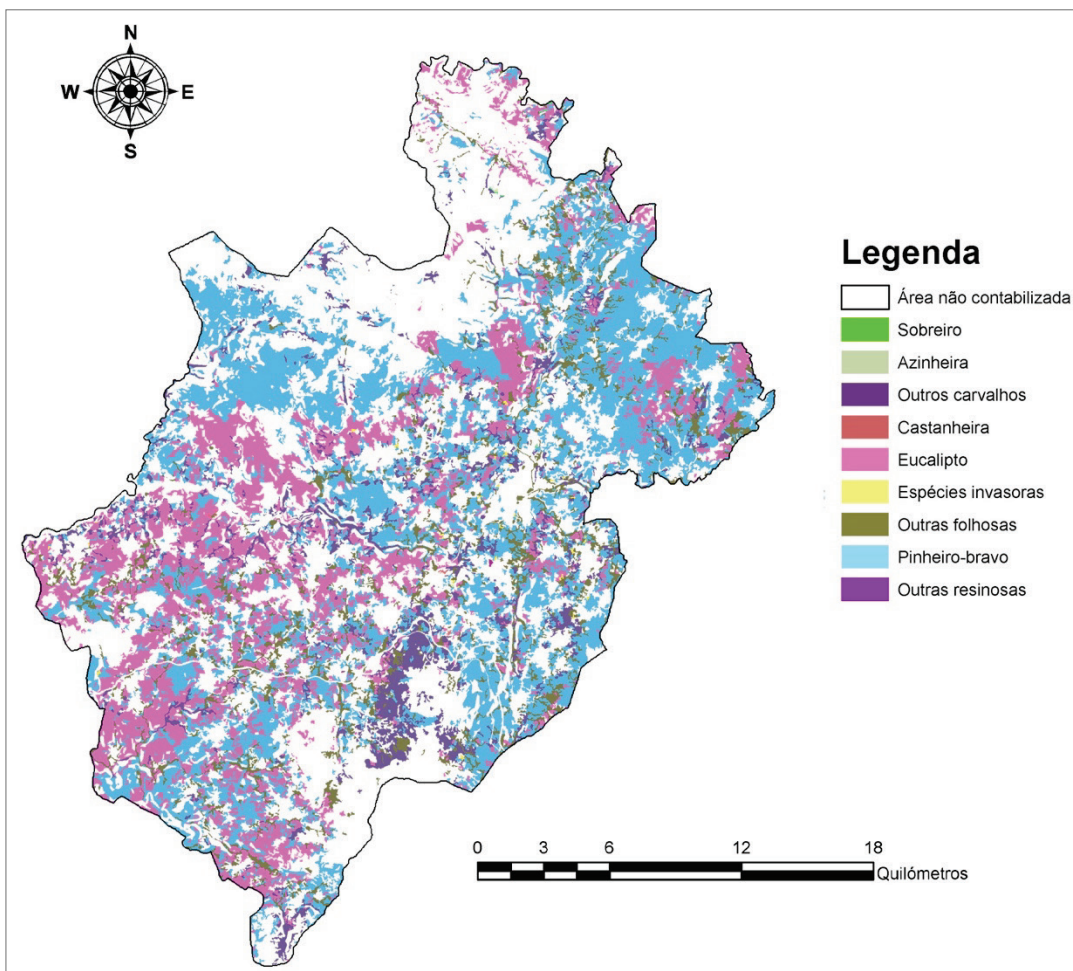 N
W E
S
Legenda
Área não contabilizada
Sobreiro
Azinheira
Outros carvalhos
Castanheira
Eucalipto
Espécies invasoras
Outras folhosas
Pinheiro-bravo
Outras resinosas
0 3 6 12 18
Quilómetros